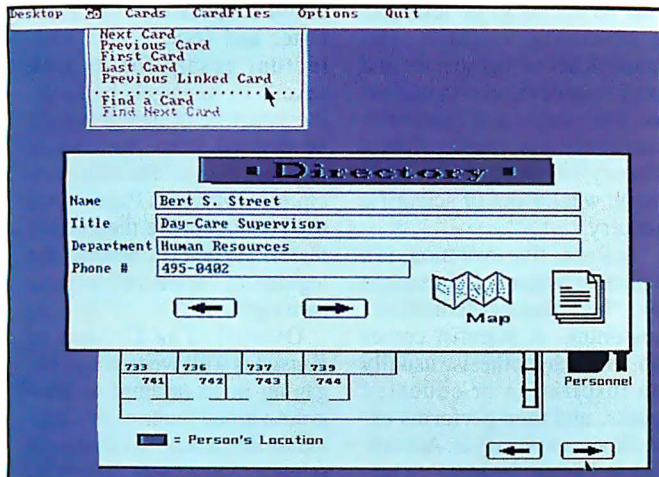 Desktop Go Cards CardFiles Options Quit
Next Card
Previous Card
First Card
Last Card
Previous Linked Card
Find a Card
Find Next Card
Directory
Name Bert S. Street
Title Day-Care Supervisor
Department Human Resources
Phone # 495-0402
Map
733 736 737 739
741 742 743 744
Personnel
= Person's Location